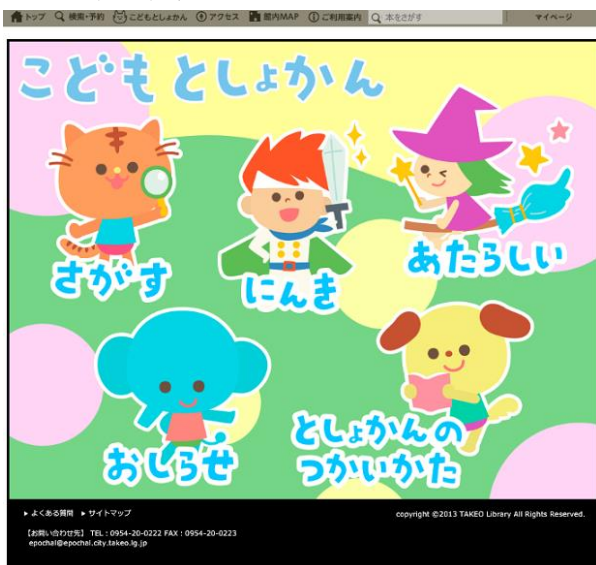 トップ 検索・予約 こどもとしょかん アクセス 館内MAP ご利用案内 本をさがす マイページ
こどもとしょかん
さがす
にんき
あたらしい
おしらせ
としょかんの
つかいかた
よくある質問 サイトマップ
copyright ©2013 TAKEO Library All Rights Reserved.
【お問い合わせ先】 TEL : 0954-20-0222 FAX : 0954-20-0223
epochal@epochal.city.takeo.lg.jp